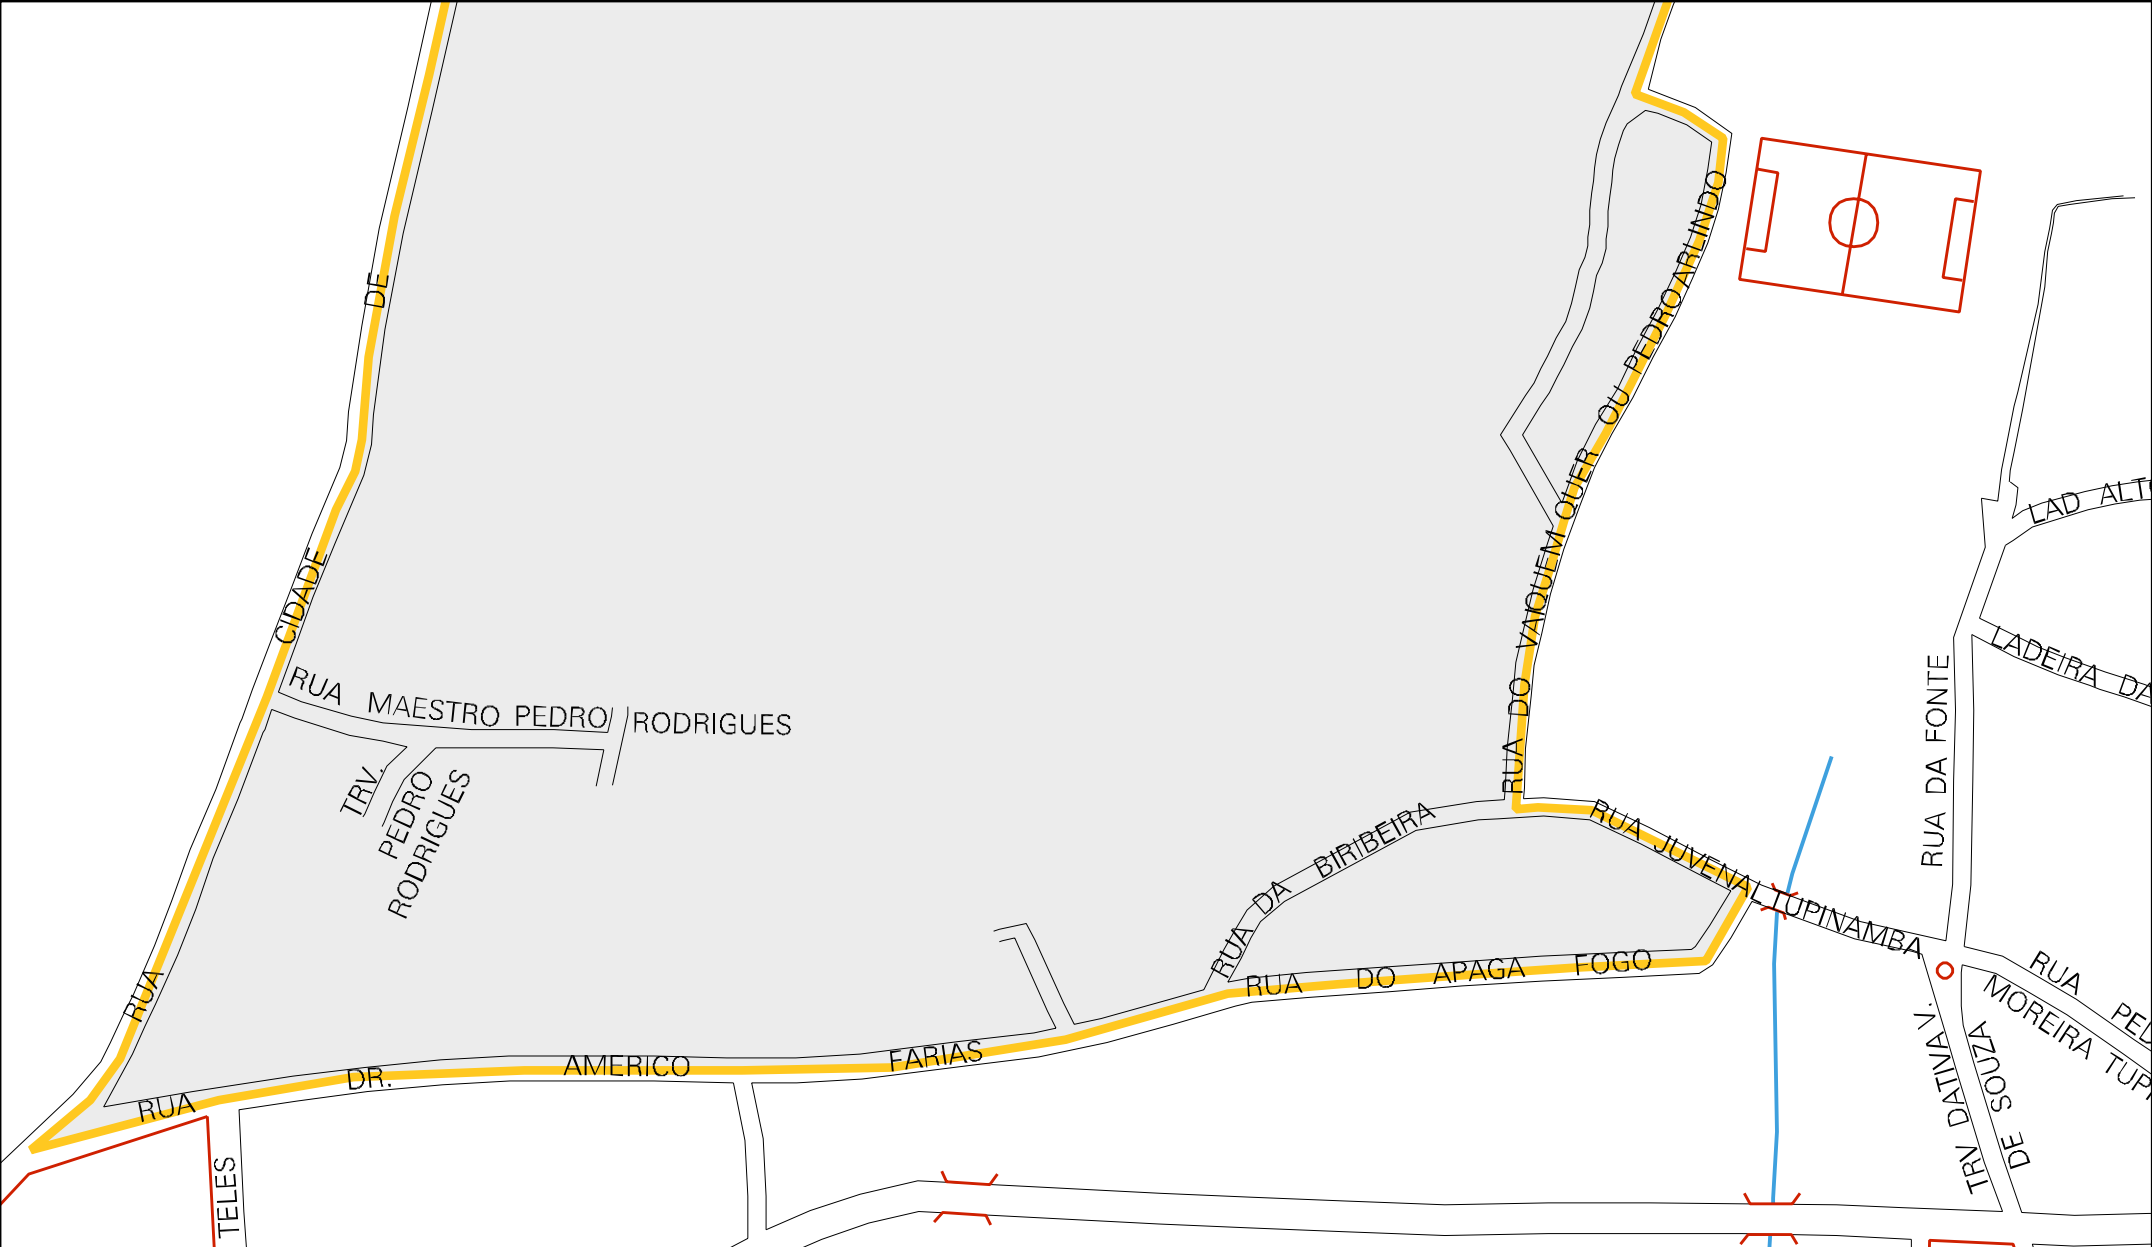 RUA CIDADE DE
RUA MAESTRO PEDRO RODRIGUES
TRV. PEDRO
RODRIGUES
RUA DR. AMERICO FARIAS
TELES
RUA DA BIRIBEIRA
RUA DO APAGA FOGO
RUA DO VAIQUEM QUER OU PEDROARLINDO
RUA JUVENAL TUPINAMBA
RUA DA FONTE
LAD ALT
LADEIRA DA
RUA PED
MOREIRA TUP
TRV DATIVA V.
DE SOUZA